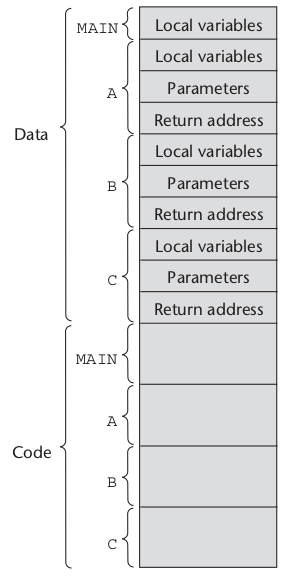 MAIN
Local variables
Local variables
A
Parameters
Return address
Data
Local variables
B
Parameters
Return address
Local variables
C
Parameters
Return address
MAIN
A
Code
B
C